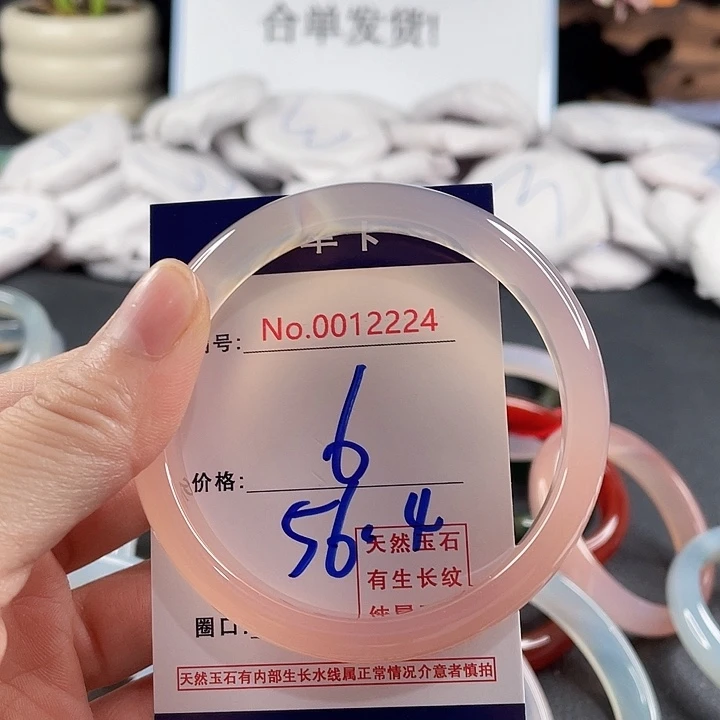 合单发货!
单卡
号:
No.0012224
6
价格:
56.4
天然玉石
有生长纹
圈口:
天然玉石有内部生长水线属正常情况介意者慎拍